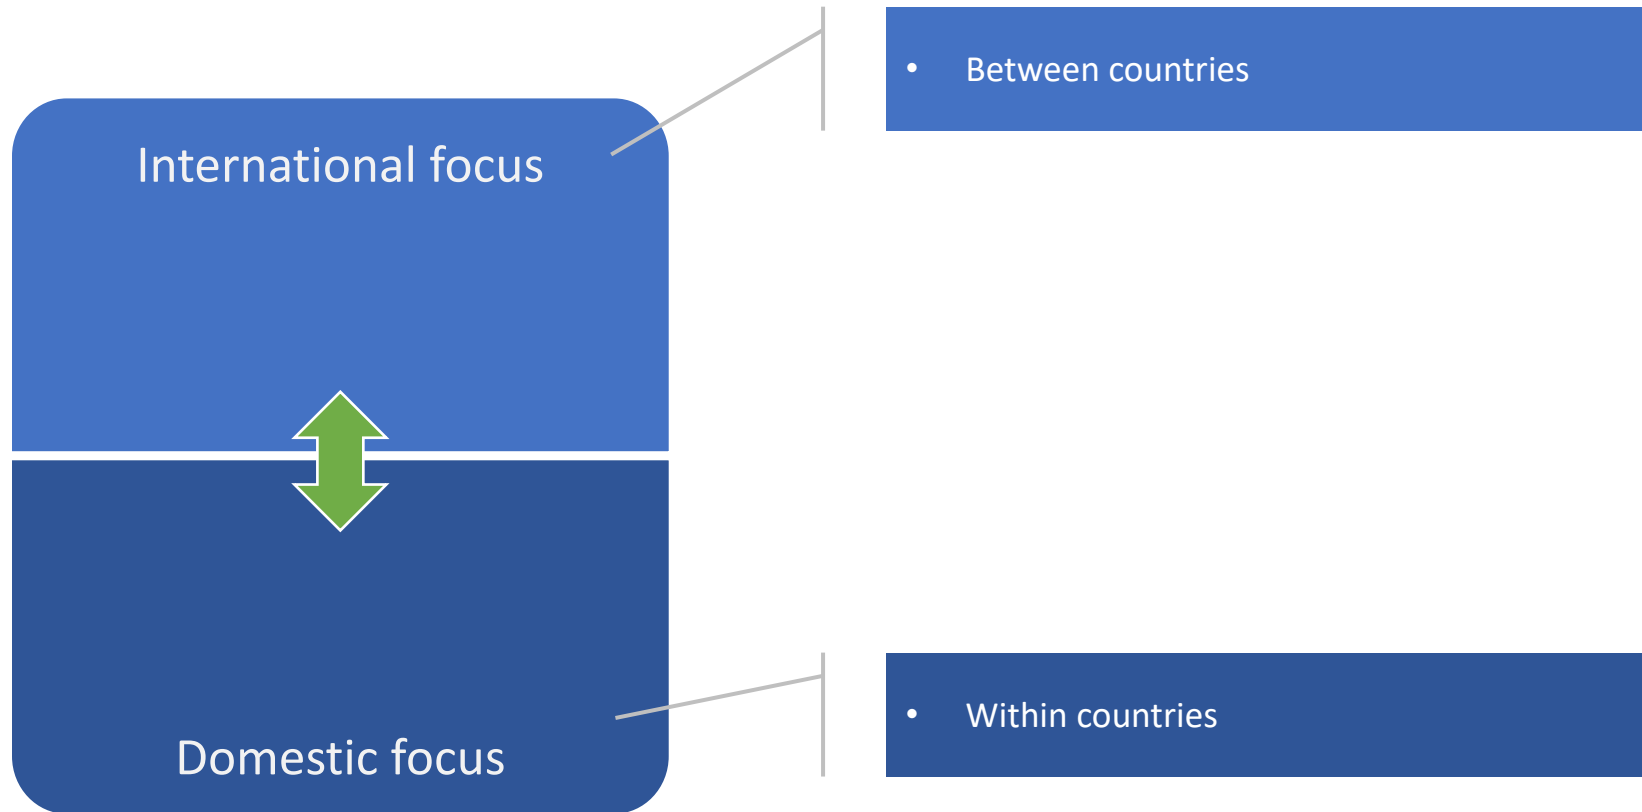 • Between countries
International focus
• Within countries
Domestic focus